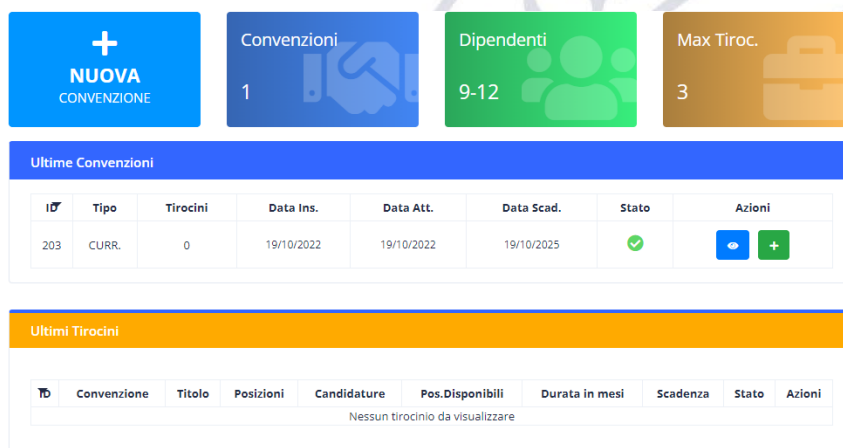 NUOVA
CONVENZIONE
Convenzioni
1
Dipendenti
9-12
Max Tiroc.
3
Ultime Convenzioni
ID Tipo Tirocini Data Ins. Data Att. Data Scad. Stato Azioni
203 CURR. 0 19/10/2022 19/10/2022 19/10/2025
Ultimi Tirocini
ID Convenzione Titolo Posizioni Candidature Pos.Disponibili Durata in mesi Scadenza Stato Azioni
Nessun tirocinio da visualizzare